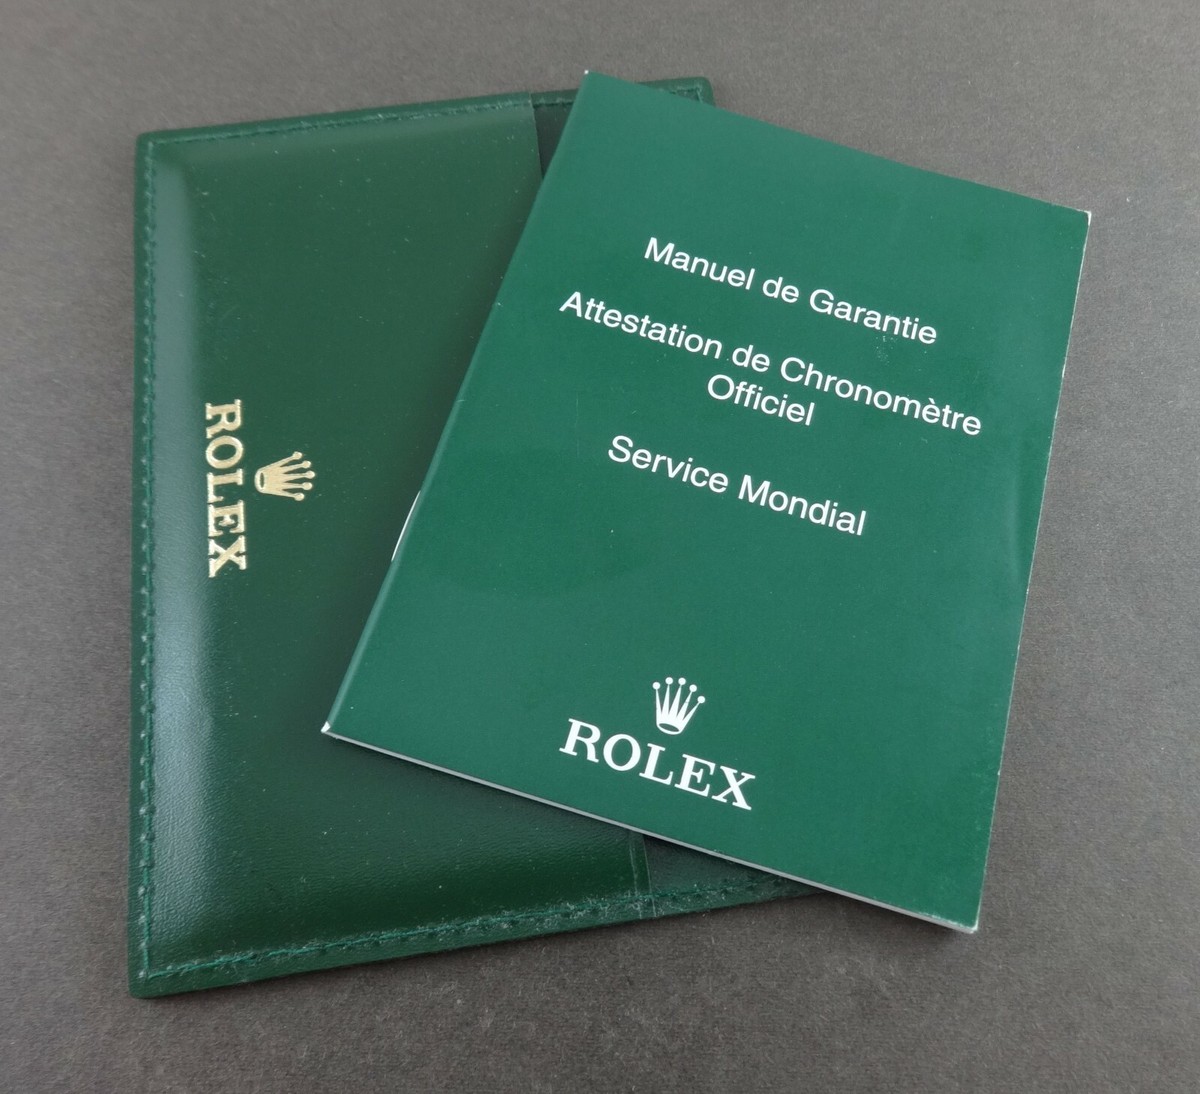 ROLEX
Manuel de Garantie
Attestation de Chronomètre
Officiel
Service Mondial
ROLEX